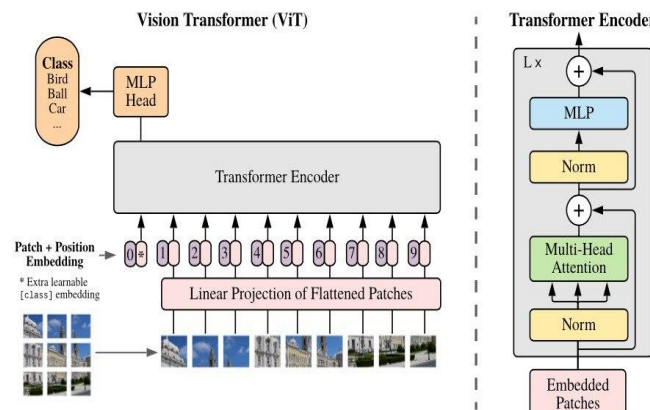 Vision Transformer (ViT)
Class
Bird
Ball
Car
...
MLP
Head
Transformer Encoder
Patch + Position
Embedding
* Extra learnable
[class] embedding
0 * 1 2 3 4 5 6 7 8 9
Linear Projection of Flattened Patches
Transformer Encode
L x
+
MLP
Norm
+
Multi-Head
Attention
Norm
Embedded
Patches